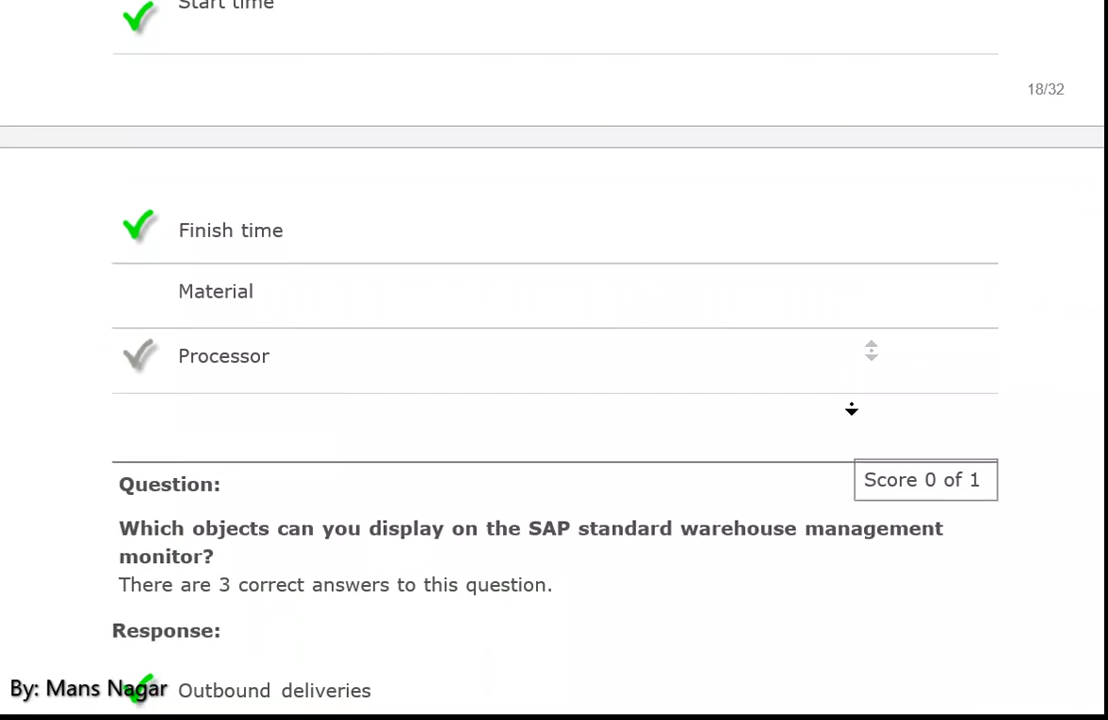 Start time
18/32
Finish time
Material
Processor
Score 0 of 1
Question:
Which objects can you display on the SAP standard warehouse management
monitor?
There are 3 correct answers to this question.
Response:
By: Mans Nagar
Outbound deliveries